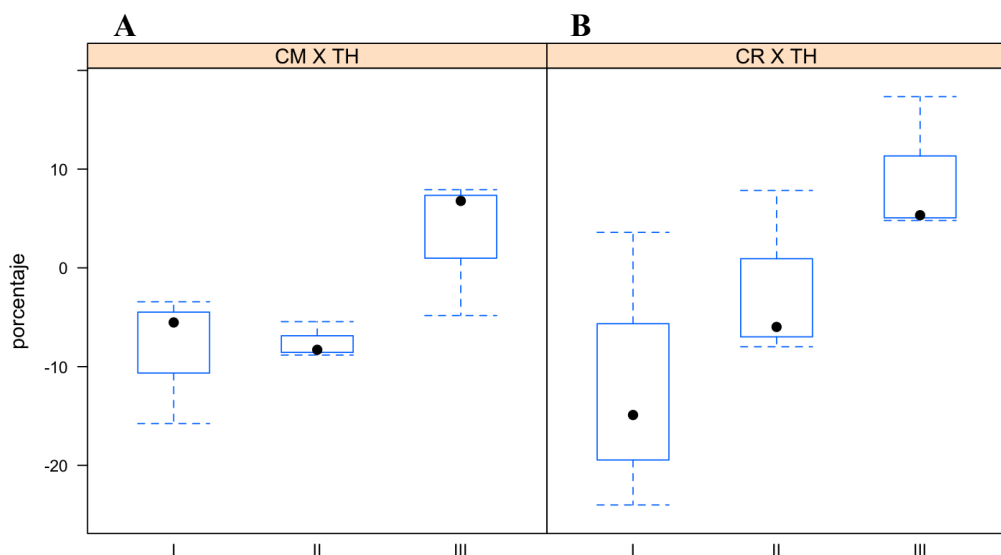 A B
CM X TH CR X TH
porcentaje
10
0
-10
-20
I II III I II III